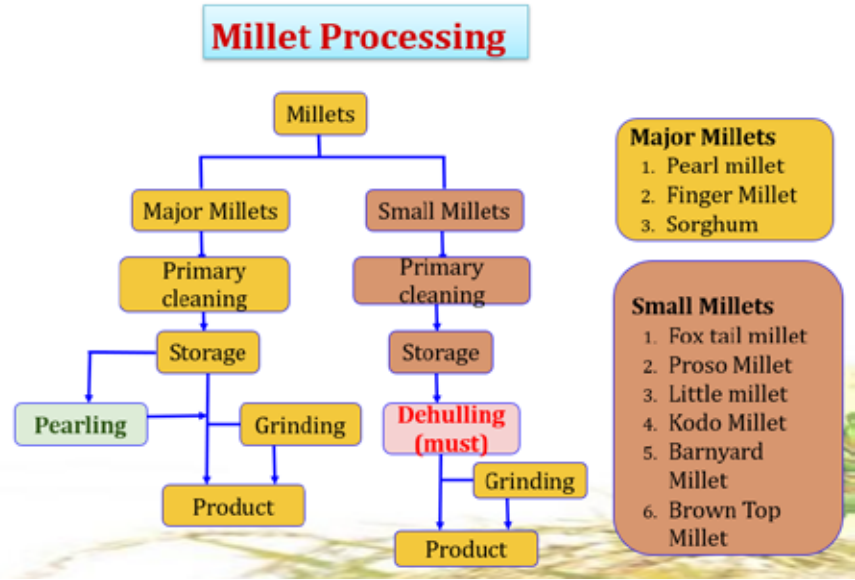 Millet Processing
Millets
Major Millets
Small Millets
Primary
cleaning
Primary
cleaning
Storage
Storage
Pearling
Grinding
Dehulling
(must)
Grinding
Product
Product
Major Millets
1. Pearl millet
2. Finger Millet
3. Sorghum
Small Millets
1. Fox tail millet
2. Proso Millet
3. Little millet
4. Kodo Millet
5. Barnyard
Millet
6. Brown Top
Millet